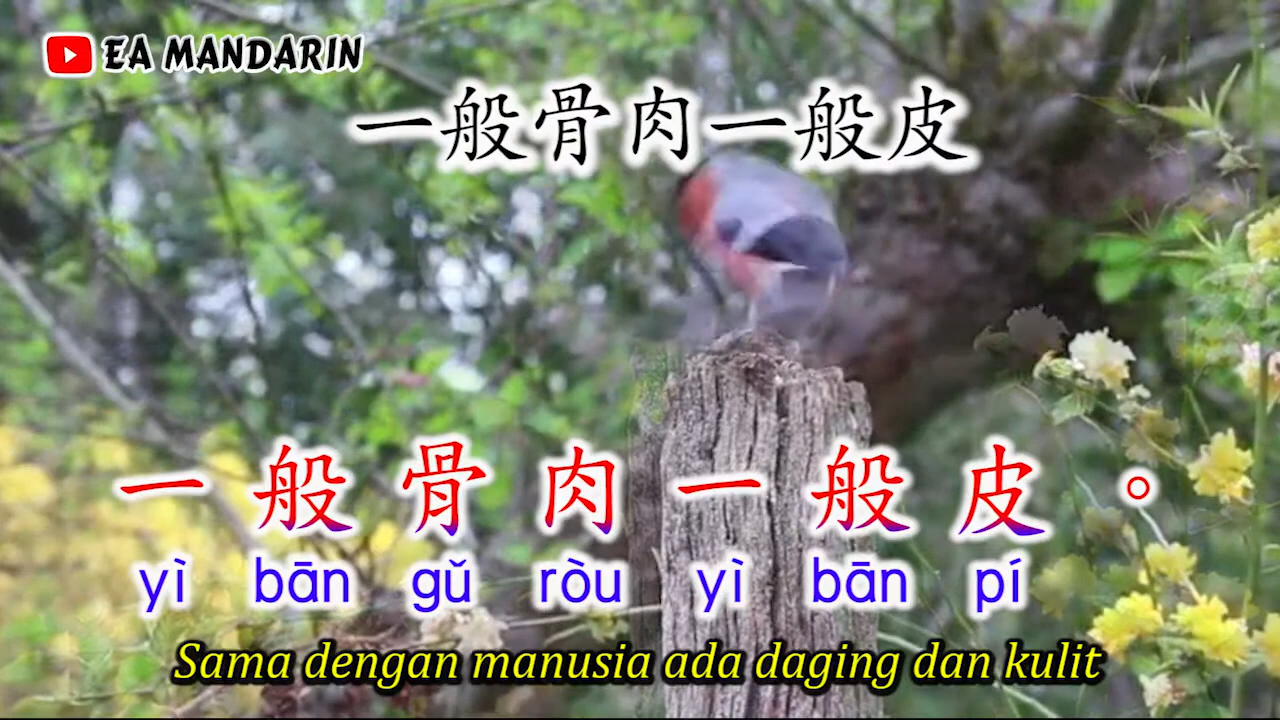 EA MANDARIN
一般骨肉一般皮
一般骨肉一般皮。
yì bān gǔ ròu yì bān pí
Sama dengan manusia ada daging dan kulit